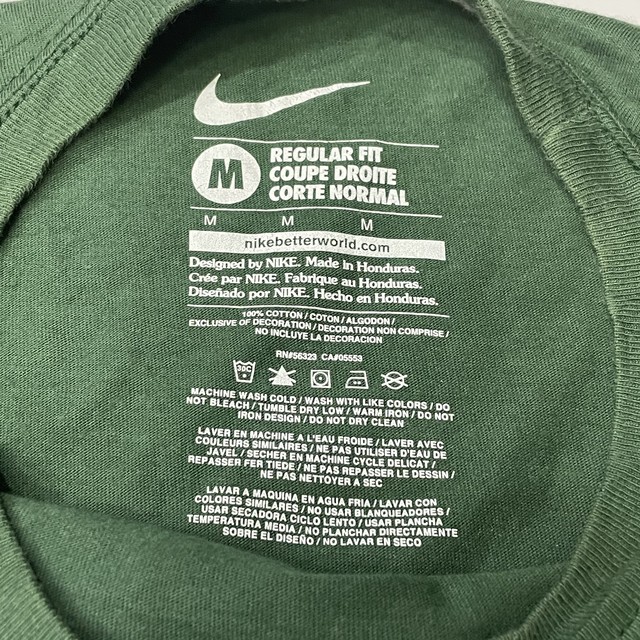 M
REGULAR FIT
COUPE DROITE
CORTE NORMAL
M M M
nikebetterworld.com
Designed by NIKE. Made in Honduras.
Crée par NIKE. Fabrique au Honduras.
Diseñado por NIKE. Hecho en Honduras.
100% COTTON / COTON / ALGODON /
EXCLUSIVE OF DECORATION / DECORATION NON COMPRISE /
NO INCLUYE LA DECORACION
RN#56323 CA#05553
30C
MACHINE WASH COLD / WASH WITH LIKE COLORS / DO
NOT BLEACH / TUMBLE DRY LOW / WARM IRON / DO NOT
IRON DESIGN / DO NOT DRY CLEAN
LAVER EN MACHINE A L'EAU FROIDE / LAVER AVEC
COULEURS SIMILAIRES / NE PAS UTILISER D'EAU DE
JAVEL / SECHER EN MACHINE CYCLE DELICAT /
REPASSER FER TIEDE / NE PAS REPASSER LE DESSIN /
NE PAS NETTOYER A SEC
LAVAR A MAQUINA EN AGUA FRIA / LAVAR CON
COLORES SIMILARES / NO USAR BLANQUEADORES /
USAR SECADORA CICLO LENTO / USAR PLANCHA
TEMPERATURA MEDIA / NO PLANCHAR DIRECTAMENTE
SOBRE EL DISEÑO / NO LAVAR EN SECO